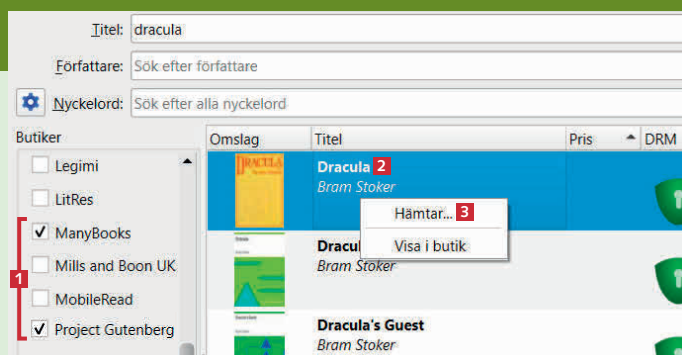 Titel: dracula
Författare: Sök efter författare
Nyckelord: Sök efter alla nyckelord
Butiker
Omslag Titel Pris DRM
Legimi
LitRes
ManyBooks
Mills and Boon UK
MobileRead
Project Gutenberg
1
DRACULA
Dracula 2
Bram Stoker
Hämtar... 3
Visa i butik
Bram Stoker
Dracula's Guest
Bram Stoker